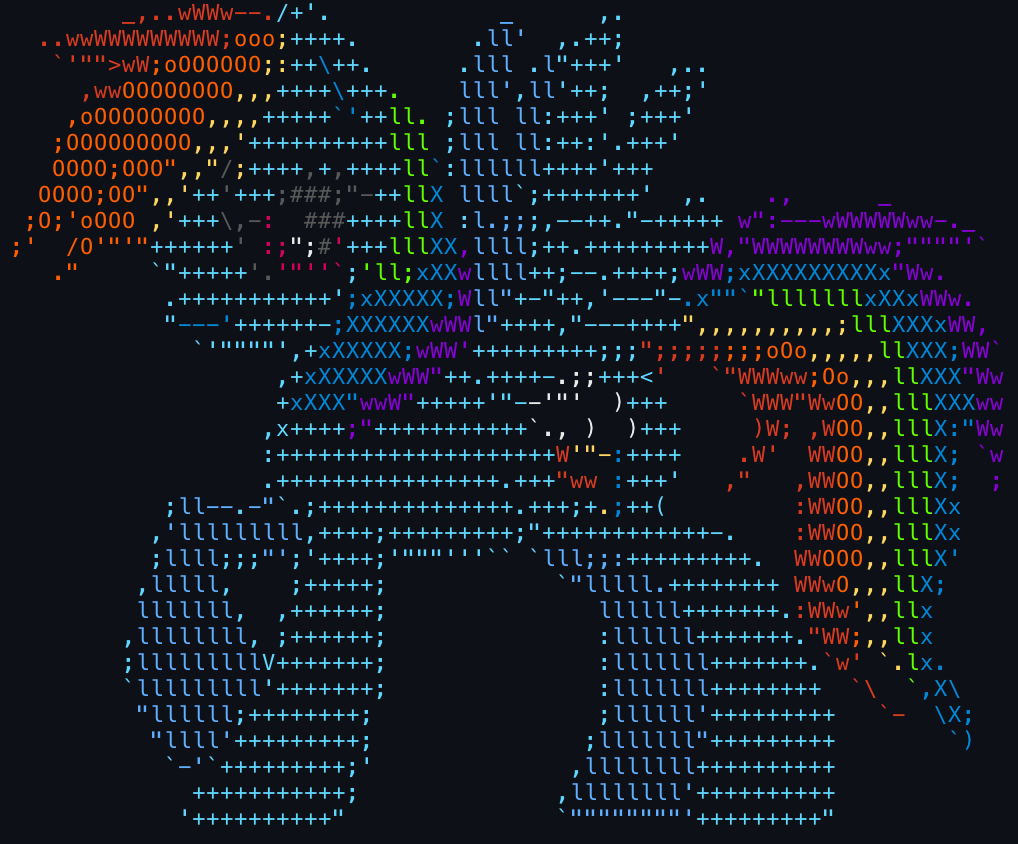 _,..wWWw--./+'.            _      ,.
  ..wwWWWWWWWWW;ooo;++++.        .ll'  ,.++;
   `'"">wW;oOOOOOO;:++\++.      .lll .l"+++'   ,..
     ,wwOOOOOOOO,,,++++\+++.    lll',ll'++;  ,++;'
    ,oOOOOOOOO,,,,+++++`'++ll. ;lll ll:+++' ;+++'
   ;OOOOOOOOO,,,'++++++++++lll ;lll ll:++:'.+++'
   OOOO;OOO",,"/;++++,+,++++ll`:llllll++++'+++
  OOOO;OO",,'++'+++;###;"-++llX llll`;+++++++'  ,.    .,      _
 ;O;'oOOO ,'+++\,-:  ###++++llX :l.;;;,--++."-+++++ w":---wWWWWWww-._
;'   /O'"'"++++++' :;";#'+++lllXX,llll;++.+++++++++W,"WWWWWWWWww;""""'`
   ."     `"+++++'.'"''`;'ll;xXXwllll++;--.++++;wWW;xXXXXXXXXXx"Ww.
           .+++++++++++';xXXXXX;Wll"+-"++,'---"-.x""`"lllllllxXXxWWw.
           "---'++++++-;XXXXXXwWWl"++++,"---++++",,,,,,,,,,;lllXXXxWW,
             `'""""',+xXXXXX;wWW'+++++++++;;;";;;;;;;;oOo,,,,,llXXX;WW`
                   ,+xXXXXXwWW"++.++++-.;;+++<'   `"WWWww;Oo,,,llXXX"Ww
                   +xXXX"wwW"+++++'"--'"'  )+++     `WWW"WwOO,,lllXXXww
                  ,x++++;"+++++++++++`., )  )+++     )W; ,WOO,,lllX:"Ww
                  :++++++++++++++++++++W'"-:++++    .W'  WWOO,,lllX; `w
                  .++++++++++++++++.+++"ww :+++'   ,"   ,WWOO,,lllX;  ;
           ;ll--.-"`.;++++++++++++++.+++;+.;++(         :WWOO,,lllXx
          ,'lllllllll,++++;+++++++++;"++++++++++++-.    :WWOO,,lllXx
          ;llll;;;"";'++++;'"""'''`` `lll;;:+++++++++.  WWOOO,,lllX'
         ,lllll,    ;+++++;            `"lllll.++++++++ WWwO,,,llX;
         lllllll,  ,++++++;               llllll+++++++.:WWw',,llx
        ,llllllll, ;++++++;               :llllll+++++++."WW;,,llx
        ;lllllllllV+++++++;               :lllllll+++++++.`w' `.lx.
        `lllllllll'+++++++;               :lllllll++++++++  `\  `,X\
         "llllll;++++++++;                ;llllll'+++++++++   `-  \X;
          "llll'+++++++++;               ;lllllll"+++++++++        `)
           `-'`+++++++++;'              ,llllllll++++++++++
             +++++++++++;              ,llllllll'++++++++++
            '++++++++++"               `""""""""'+++++++++"